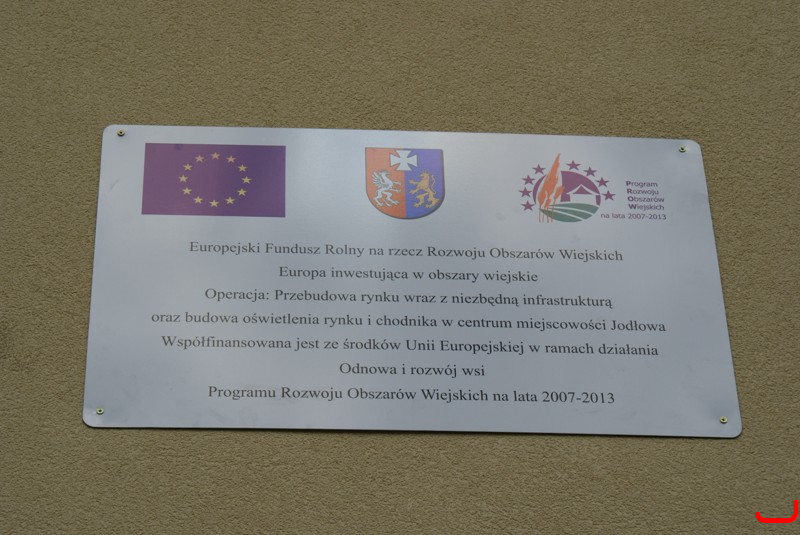 Program
Rozwoju
Obszarów
Wiejskich
na lata 2007-2013
Europejski Fundusz Rolny na rzecz Rozwoju Obszarów Wiejskich
Europa inwestująca w obszary wiejskie
Operacja: Przebudowa rynku wraz z niezbędną infrastrukturą
oraz budowa oświetlenia rynku i chodnika w centrum miejscowości Jodłowa
Współfinansowana jest ze środków Unii Europejskiej w ramach działania
Odnowa i rozwój wsi
Programu Rozwoju Obszarów Wiejskich na lata 2007-2013